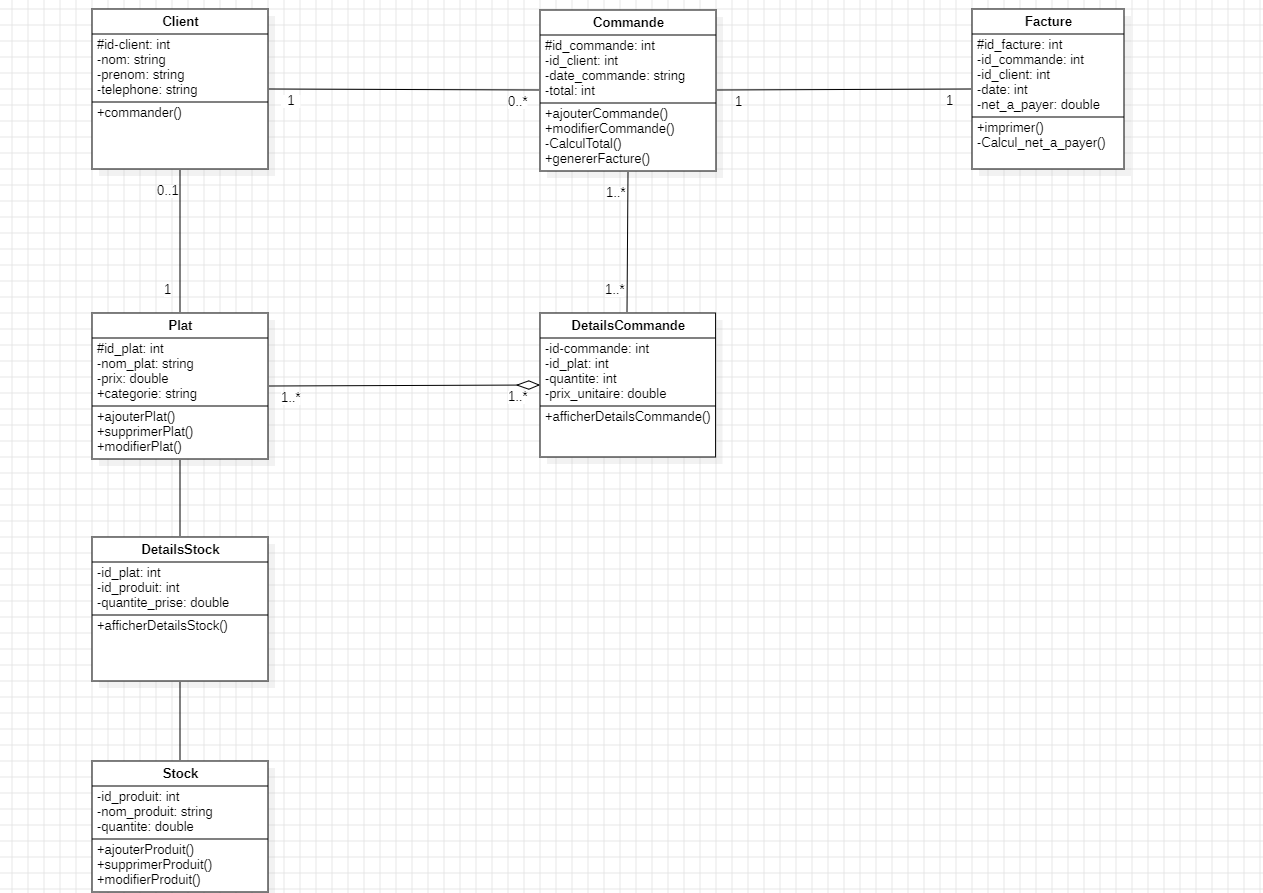 Client
#id-client: int
-nom: string
-prenom: string
-telephone: string
+commander()
1
0..*
Commande
#id_commande: int
-id_client: int
-date_commande: string
-total: int
+ajouterCommande()
+modifierCommande()
-CalculTotal()
+genererFacture()
1
1
Facture
#id_facture: int
-id_commande: int
-id_client: int
-date: int
-net_a_payer: double
+imprimer()
-Calcul_net_a_payer()
0..1
1
1..*
1..*
Plat
#id_plat: int
-nom_plat: string
-prix: double
+categorie: string
+ajouterPlat()
+supprimerPlat()
+modifierPlat()
1..*
1..*
DetailsCommande
-id-commande: int
-id_plat: int
-quantite: int
-prix_unitaire: double
+afficherDetailsCommande()
DetailsStock
-id_plat: int
-id_produit: int
-quantite_prise: double
+afficherDetailsStock()
Stock
-id_produit: int
-nom_produit: string
-quantite: double
+ajouterProduit()
+supprimerProduit()
+modifierProduit()